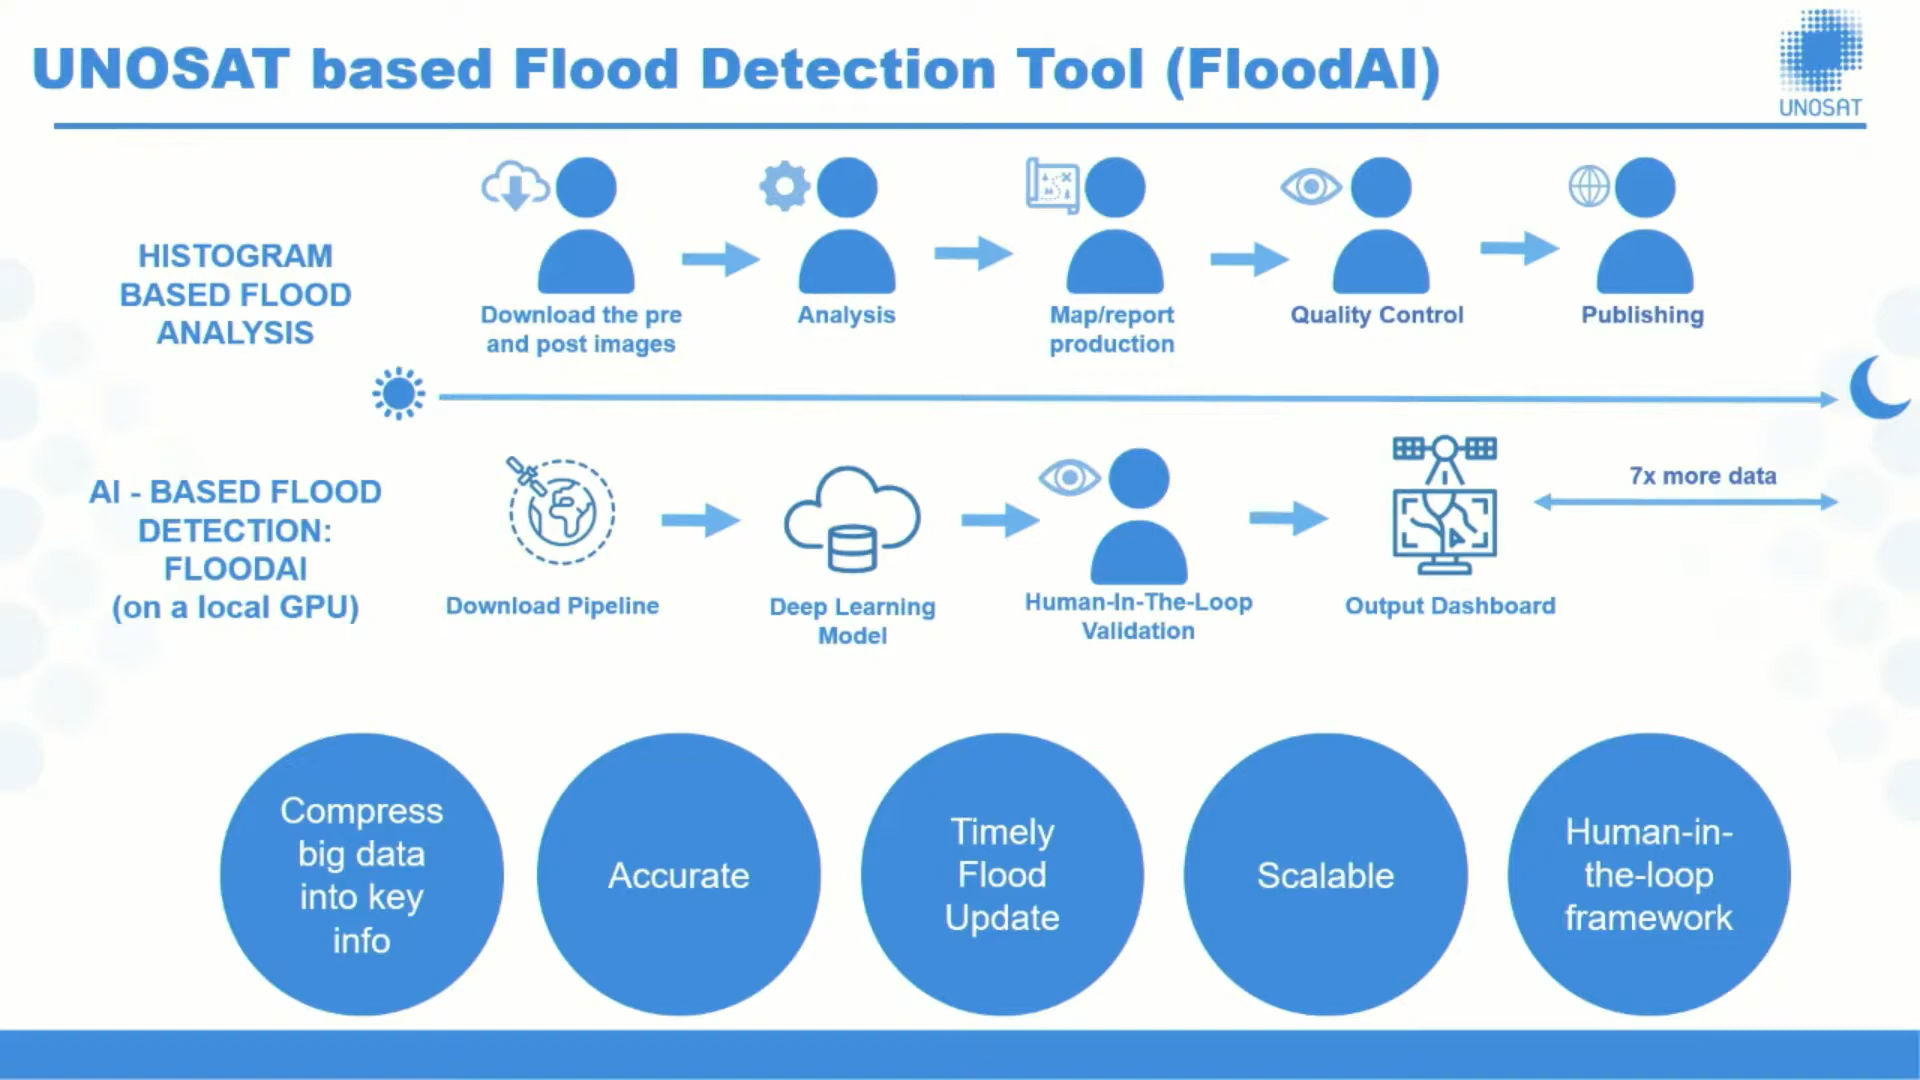 UNOSAT based Flood Detection Tool (FloodAI)
UNOSAT
HISTOGRAM
BASED FLOOD
ANALYSIS
Download the pre
and post images
Analysis
Map/report
production
Quality Control
Publishing
AI - BASED FLOOD
DETECTION:
FLOODAI
(on a local GPU)
Download Pipeline
Deep Learning
Model
Human-In-The-Loop
Validation
Output Dashboard
7x more data
Compress
big data
into key
info
Accurate
Timely
Flood
Update
Scalable
Human-in-
the-loop
framework